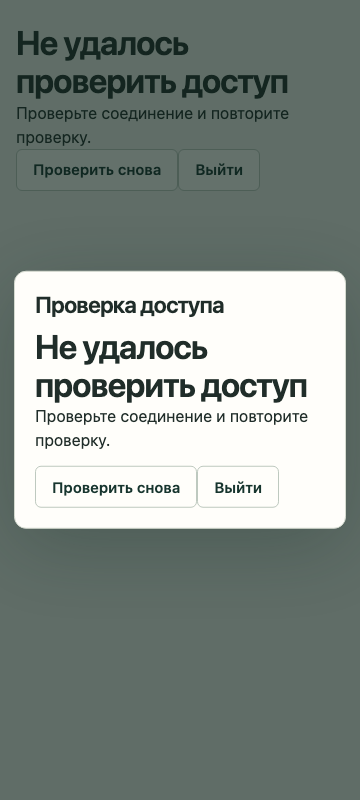 Не удалось
проверить доступ
Проверьте соединение и повторите
проверку.
Проверить снова Выйти
Проверка доступа
Не удалось
проверить доступ
Проверьте соединение и повторите
проверку.
Проверить снова Выйти